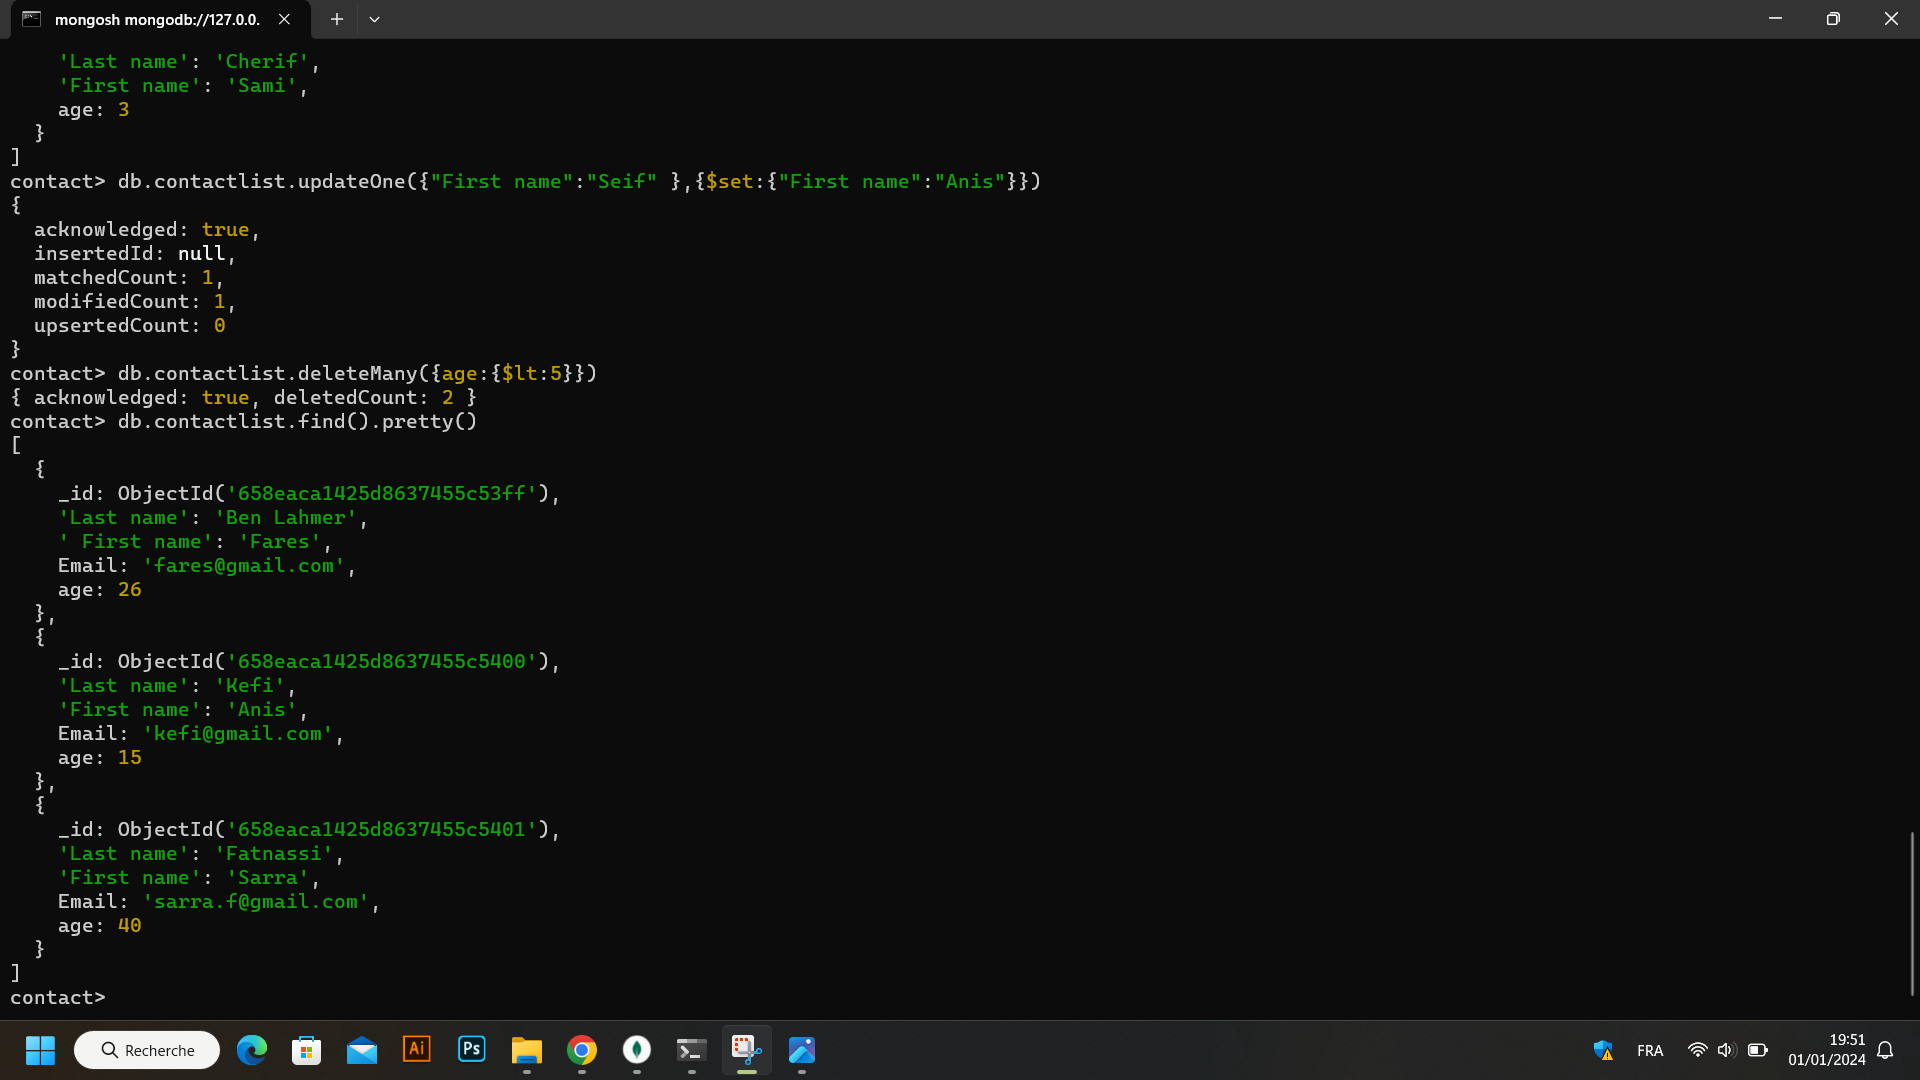 mongosh mongodb://127.0.0.
    'Last name': 'Cherif',
    'First name': 'Sami',
    age: 3
  }
]
contact> db.contactlist.updateOne({"First name":"Seif" },{$set:{"First name":"Anis"}})
{
  acknowledged: true,
  insertedId: null,
  matchedCount: 1,
  modifiedCount: 1,
  upsertedCount: 0
}
contact> db.contactlist.deleteMany({age:{$lt:5}})
{ acknowledged: true, deletedCount: 2 }
contact> db.contactlist.find().pretty()
[
  {
    _id: ObjectId('658eaca1425d8637455c53ff'),
    'Last name': 'Ben Lahmer',
    ' First name': 'Fares',
    Email: 'fares@gmail.com',
    age: 26
  },
  {
    _id: ObjectId('658eaca1425d8637455c5400'),
    'Last name': 'Kefi',
    'First name': 'Anis',
    Email: 'kefi@gmail.com',
    age: 15
  },
  {
    _id: ObjectId('658eaca1425d8637455c5401'),
    'Last name': 'Fatnassi',
    'First name': 'Sarra',
    Email: 'sarra.f@gmail.com',
    age: 40
  }
]
contact>
Recherche
Ai
Ps
FRA
19:51
01/01/2024